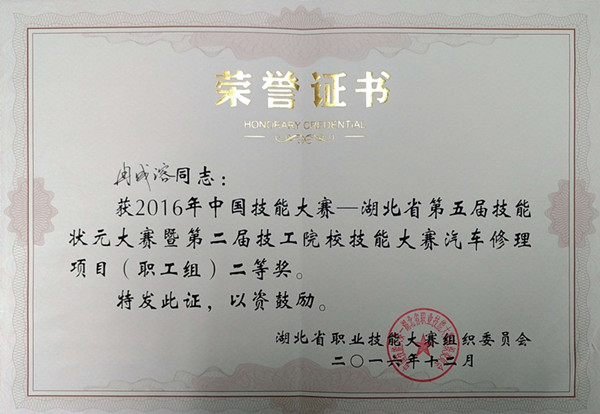 荣誉证书
HONORARY CREDENTIAL
冉成溶同志：
获2016年中国技能大赛—湖北省第五届技能
状元大赛暨第二届技工院校技能大赛汽车修理
项目（职工组）二等奖。
特发此证，以资鼓励。
湖北省职业技能大赛组织委员会
二〇一六年十二月